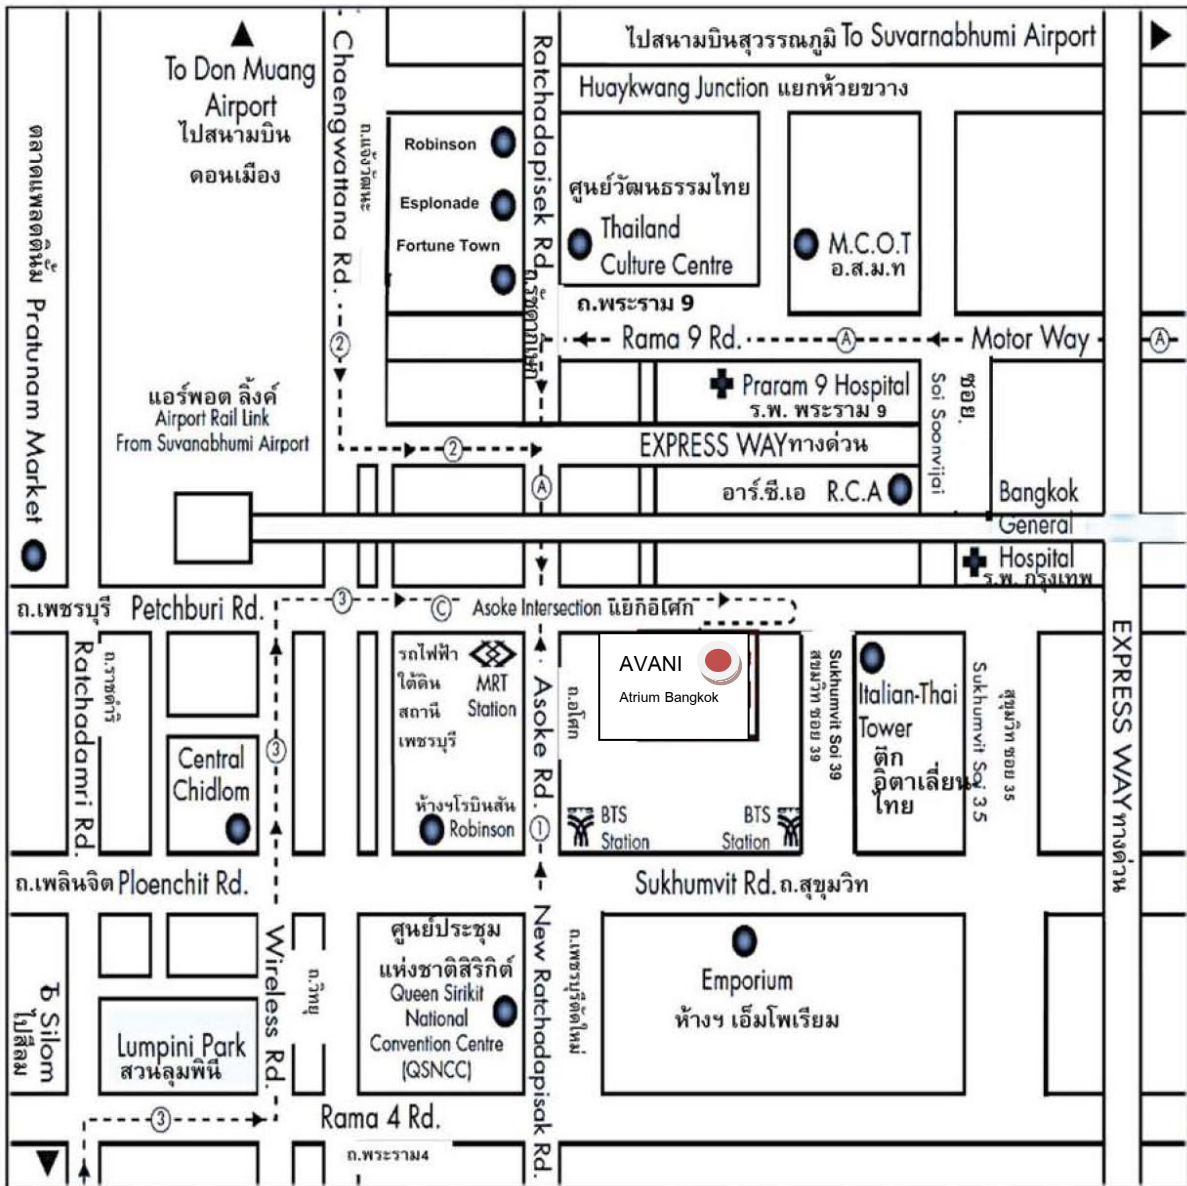 ไปสนามบินสุวรรณภูมิ To Suvarnabhumi Airport
Huaykwang Junction แยกห้วยขวาง
To Don Muang
Airport
ไปสนามบิน
ดอนเมือง
Chaengwattana Rd.
ถ.แจ้งวัฒนะ
Ratchadapisek Rd.
ถ.รัชดาภิเษก
ตลาดแพลตตินั้ม Pratunam Market
Robinson
Esplonade
Fortune Town
ศูนย์วัฒนธรรมไทย
Thailand
Culture Centre
M.C.O.T
อ.ส.ม.ท
ถ.พระราม 9
Rama 9 Rd.
A
Motor Way
A
2
Praram 9 Hospital
ร.พ. พระราม 9
Soi Soonvijai
ซอย.
แอร์พอต ลิ้งค์
Airport Rail Link
From Suvanabhumi Airport
2
EXPRESS WAY ทางด่วน
A
อาร์.ซี.เอ R.C.A
Bangkok
General
Hospital
ร.พ. กรุงเทพ
ถ.เพชรบุรี Petchburi Rd.
3
C
Asoke Intersection แยกอโศก
Ratchadamri Rd.
ถ.ราชดำริ
รถไฟฟ้า
ใต้ดิน
สถานี
เพชรบุรี
MRT
Station
Asoke Rd.
ถ.อโศก
AVANI
Atrium Bangkok
Sukhumvit Soi 39
สุขุมวิท ซอย 39
Italian-Thai
Tower
ตึก
อิตาเลี่ยน-
ไทย
Sukhumvit Soi 35
สุขุมวิท ซอย 35
EXPRESS WAY ทางด่วน
3
Central
Chidlom
ห้างฯโรบินสัน
Robinson
1
BTS
Station
BTS
Station
ถ.เพลินจิต Ploenchit Rd.
Sukhumvit Rd. ถ.สุขุมวิท
Wireless Rd.
ถ.วิทยุ
ศูนย์ประชุม
แห่งชาติสิริกิต์
Queen Sirikit
National
Convention Centre
(QSNCC)
New Ratchadapisak Rd.
ถ.เพชรบุรีตัดใหม่
Emporium
ห้างฯ เอ็มโพเรียม
To Silom
ไปสีลม
Lumpini Park
สวนลุมพินี
3
Rama 4 Rd.
ถ.พระราม4